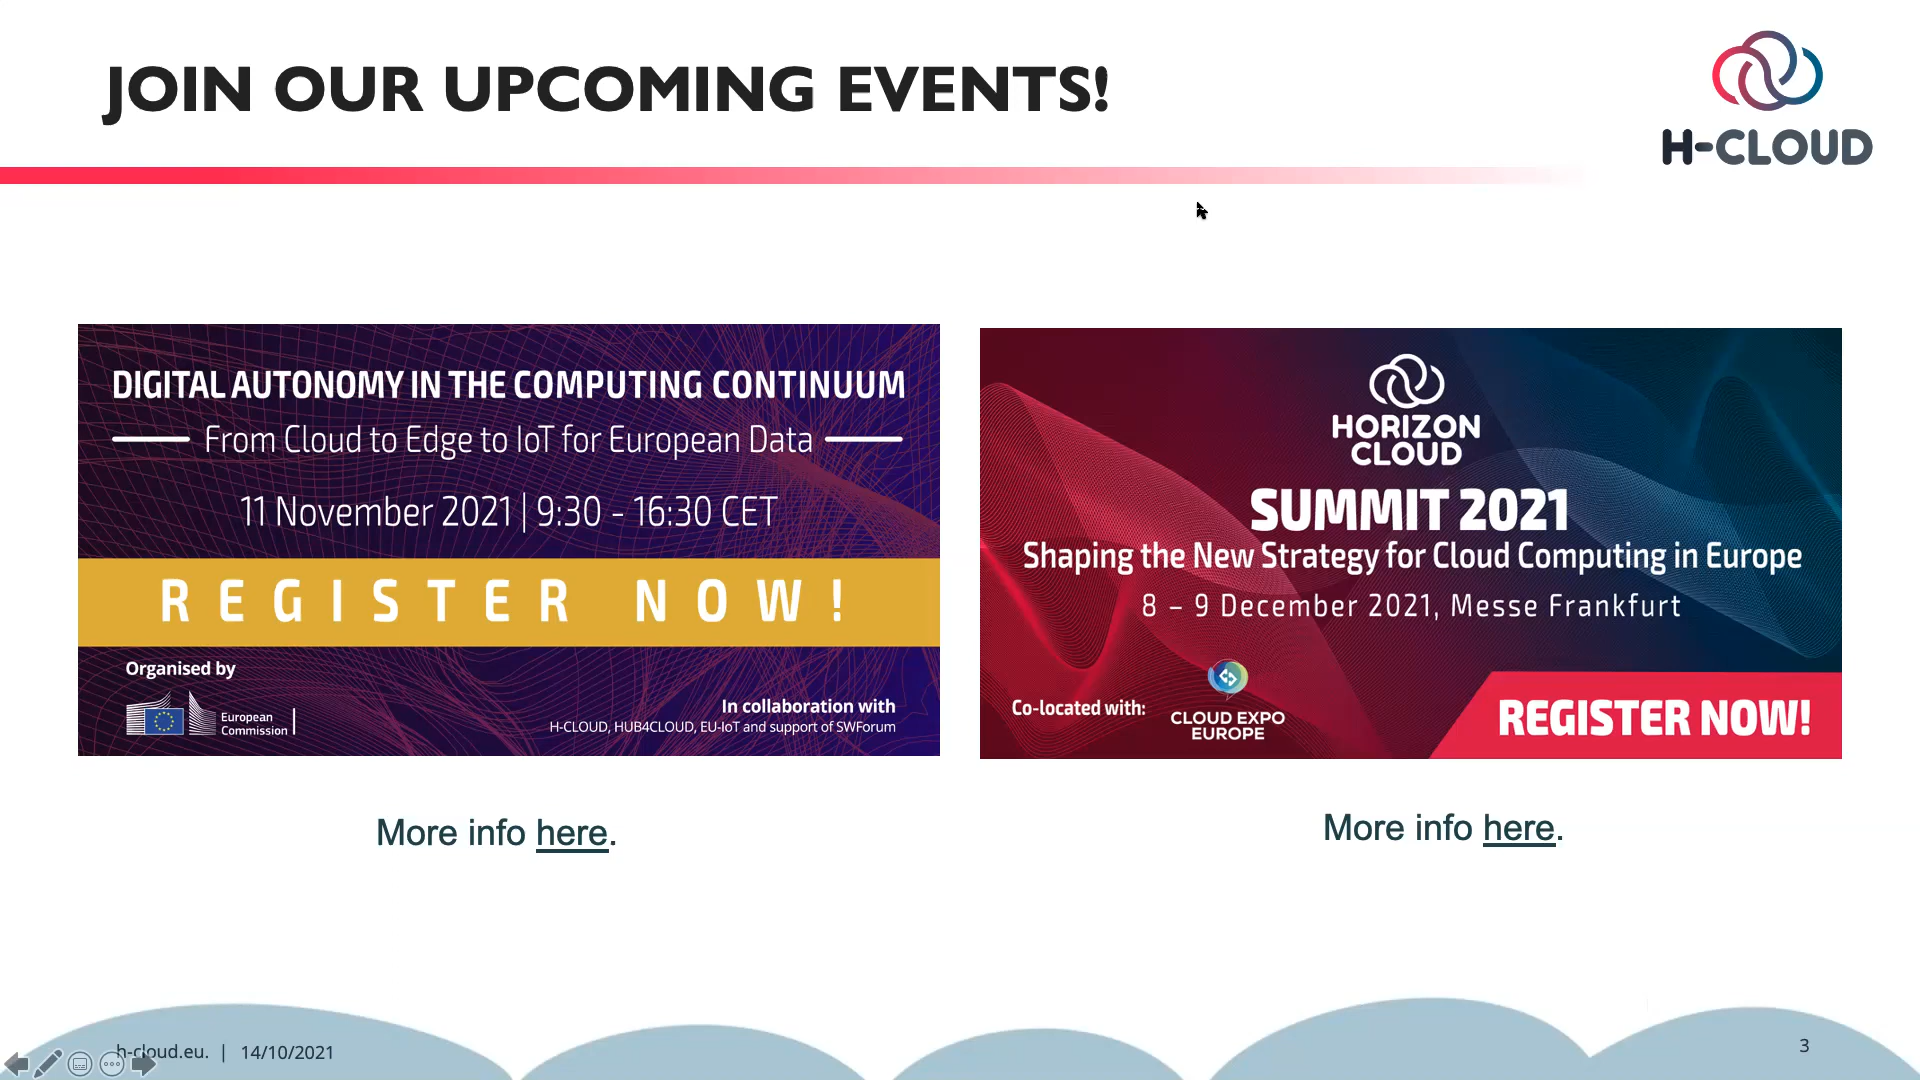 JOIN OUR UPCOMING EVENTS!
H-CLOUD
DIGITAL AUTONOMY IN THE COMPUTING CONTINUUM
From Cloud to Edge to IoT for European Data
11 November 2021 | 9:30 - 16:30 CET
REGISTER NOW!
Organised by
European
Commission
In collaboration with
H-CLOUD, HUB4CLOUD, EU-IoT and support of SWForum
More info here.
HORIZON
CLOUD
SUMMIT 2021
Shaping the New Strategy for Cloud Computing in Europe
8 – 9 December 2021, Messe Frankfurt
Co-located with:
CLOUD EXPO
EUROPE
REGISTER NOW!
More info here.
h-cloud.eu. | 14/10/2021
3